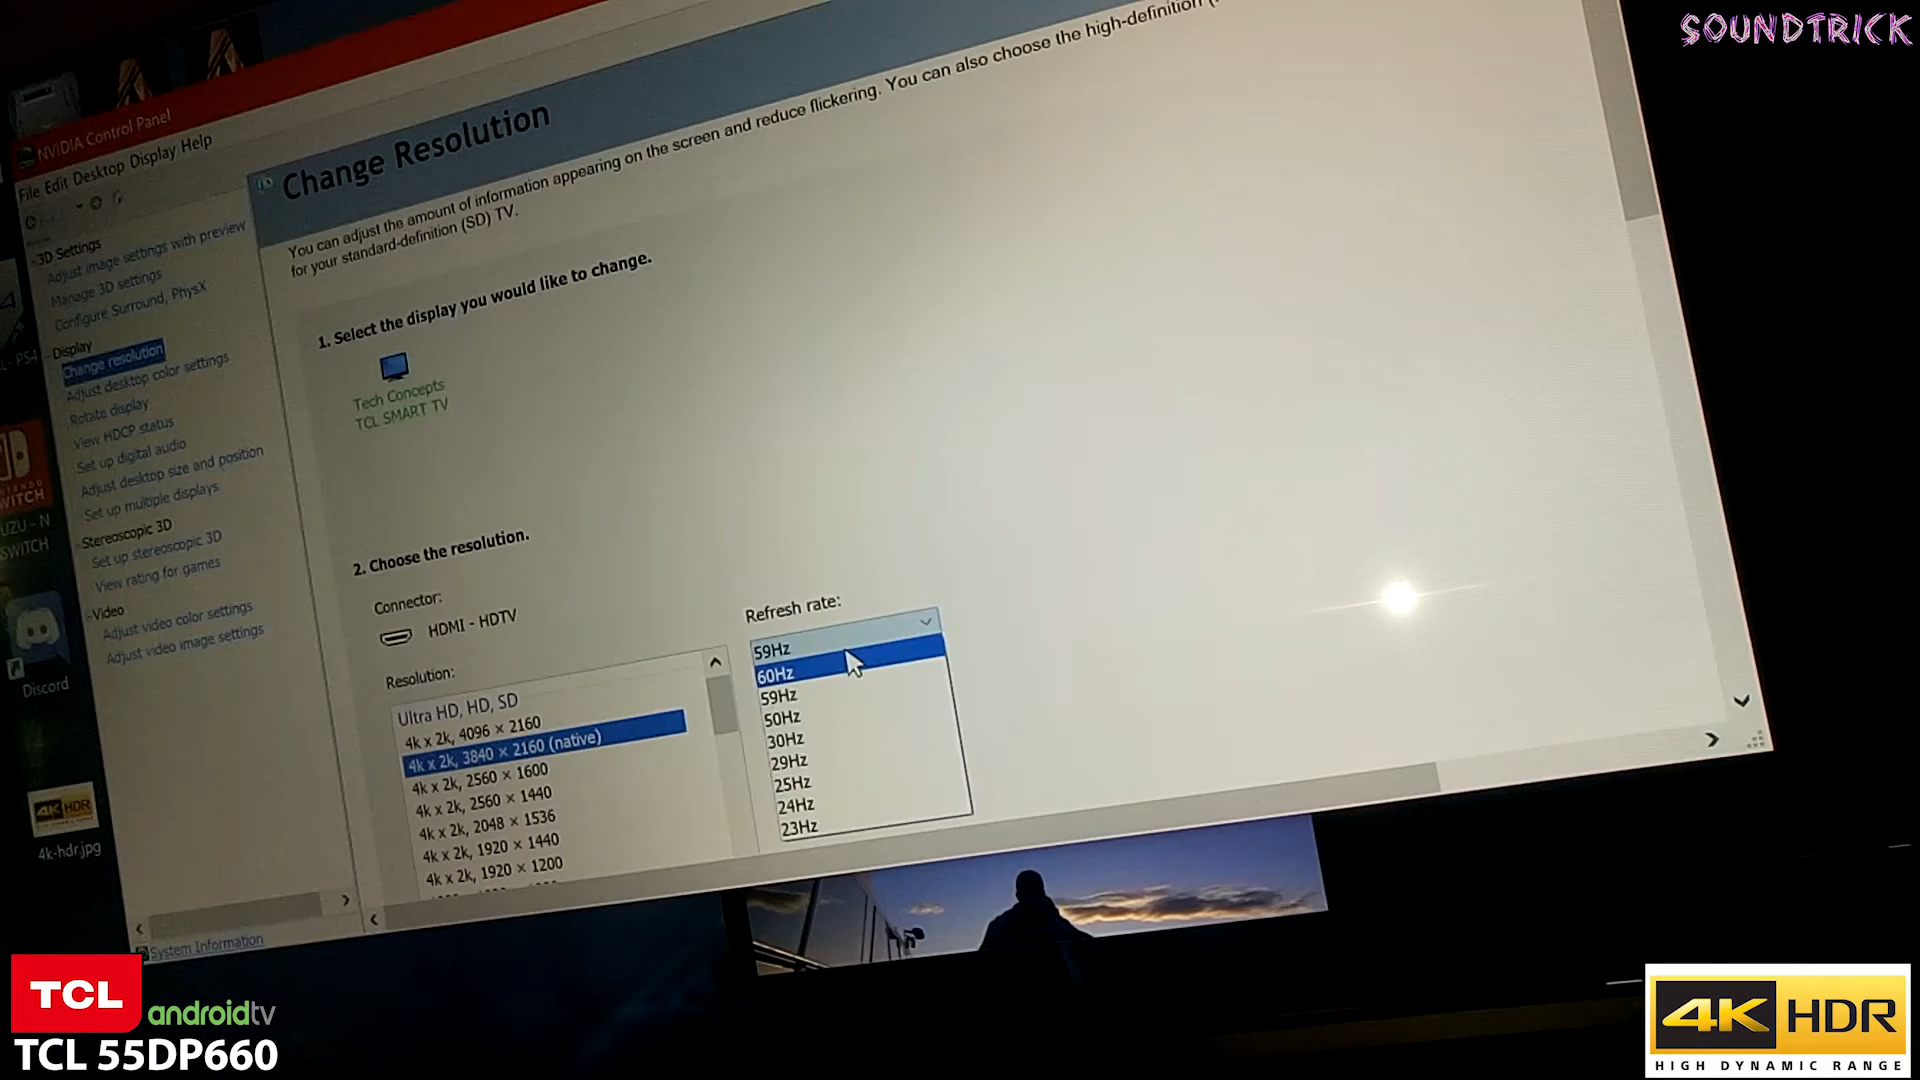 SOUNDTRICK
NVIDIA Control Panel
File Edit Desktop Display Help
3D Settings
Adjust image settings with preview
Manage 3D settings
Configure Surround, PhysX
Display
Change resolution
Adjust desktop color settings
Rotate display
View HDCP status
Set up digital audio
Adjust desktop size and position
Set up multiple displays
Stereoscopic 3D
Set up stereoscopic 3D
View rating for games
Video
Adjust video color settings
Adjust video image settings
System Information
Change Resolution
You can adjust the amount of information appearing on the screen and reduce flickering. You can also choose the high-definition (
for your standard-definition (SD) TV.
1. Select the display you would like to change.
Tech Concepts
TCL SMART TV
2. Choose the resolution.
Connector:
HDMI - HDTV
Resolution:
Ultra HD, HD, SD
4k x 2k, 4096 × 2160
4k x 2k, 3840 × 2160 (native)
4k x 2k, 2560 × 1600
4k x 2k, 2560 × 1440
4k x 2k, 2048 × 1536
4k x 2k, 1920 × 1440
4k x 2k, 1920 × 1200
Refresh rate:
59Hz
60Hz
59Hz
50Hz
30Hz
29Hz
25Hz
24Hz
23Hz
PS4
SWITCH
Discord
4K HDR
4k-hdr.jpg
TCL
androidtv
TCL 55DP660
4K HDR
HIGH DYNAMIC RANGE